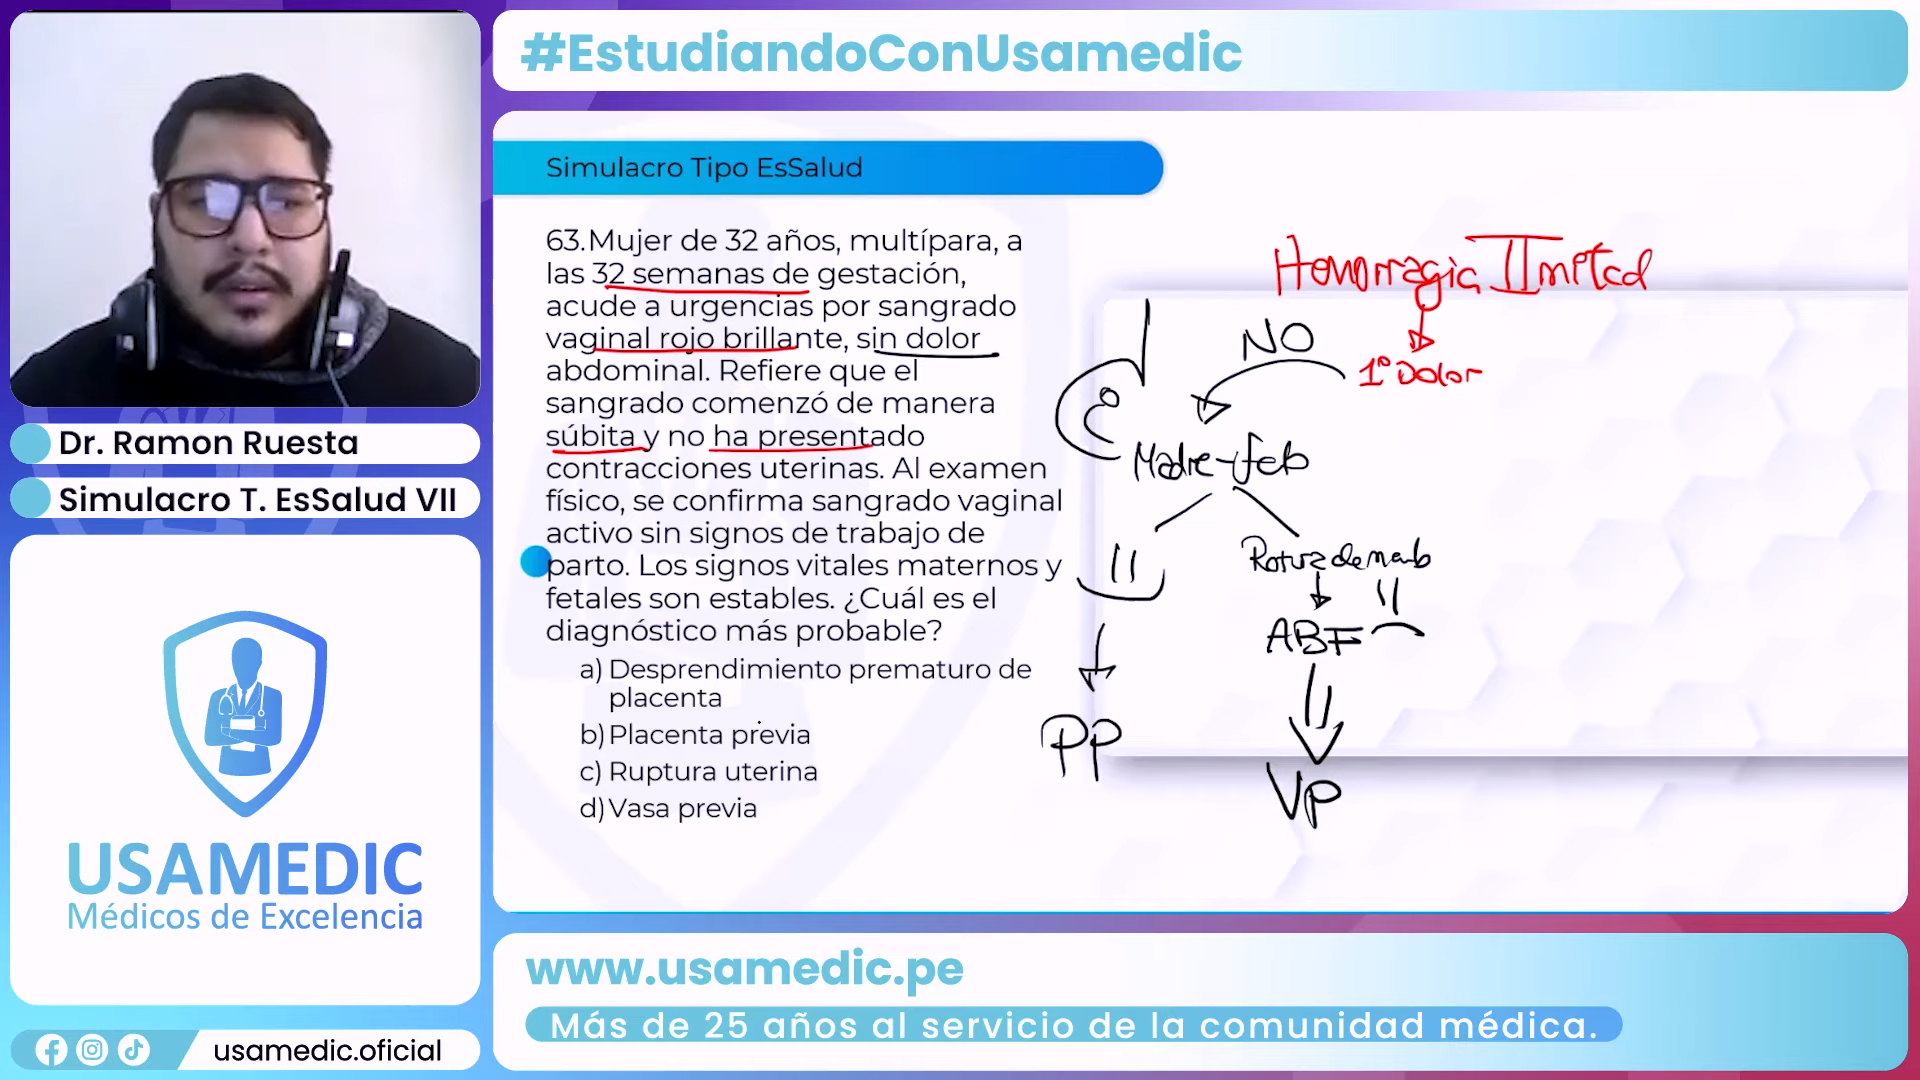 #EstudiandoConUsamedic
Simulacro Tipo EsSalud
63.Mujer de 32 años, multípara, a
las 32 semanas de gestación,
acude a urgencias por sangrado
vaginal rojo brillante, sin dolor
abdominal. Refiere que el
sangrado comenzó de manera
súbita y no ha presentado
contracciones uterinas. Al examen
físico, se confirma sangrado vaginal
activo sin signos de trabajo de
parto. Los signos vitales maternos y
fetales son estables. ¿Cuál es el
diagnóstico más probable?
a) Desprendimiento prematuro de
placenta
b) Placenta previa
c) Ruptura uterina
d) Vasa previa
Hemorragia II mitad
NO
1° Dolor
Madre-feto
Rotura de memb
ABF
PP
VP
Dr. Ramon Ruesta
Simulacro T. EsSalud VII
USAMEDIC
Médicos de Excelencia
usamedic.oficial
www.usamedic.pe
Más de 25 años al servicio de la comunidad médica.